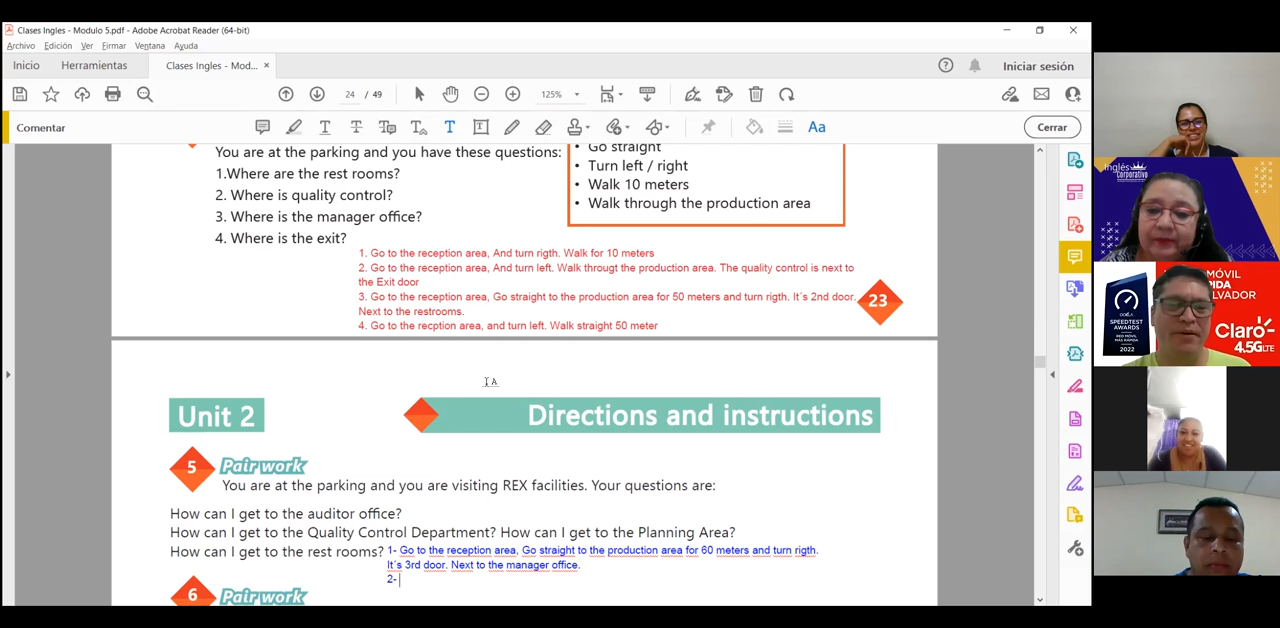 Clases Ingles - Modulo 5.pdf - Adobe Acrobat Reader (64-bit)
Archivo Edición Ver Firmar Ventana Ayuda
Inicio Herramientas Clases Ingles - Mod... × Iniciar sesión
24 / 49 125%
Comentar Aa Cerrar
You are at the parking and you have these questions:
1.Where are the rest rooms?
2. Where is quality control?
3. Where is the manager office?
4. Where is the exit?
• Go straight
• Turn left / right
• Walk 10 meters
• Walk through the production area
1. Go to the reception area, And turn rigth. Walk for 10 meters
2. Go to the reception area, And turn left. Walk througt the production area. The quality control is next to
the Exit door
3. Go to the reception area, Go straight to the production area for 50 meters and turn rigth. It´s 2nd door.
Next to the restrooms.
4. Go to the recption area, and turn left. Walk straight 50 meter
23
Unit 2 Directions and instructions
5 Pair work
You are at the parking and you are visiting REX facilities. Your questions are:
How can I get to the auditor office?
How can I get to the Quality Control Department? How can I get to the Planning Area?
How can I get to the rest rooms?
1- Go to the reception area, Go straight to the production area for 60 meters and turn rigth.
It´s 3rd door. Next to the manager office.
2-
6 Pair work
Inglés
Corporativo
SPEEDTEST
AWARDS
2022
Claro
4.5G LTE